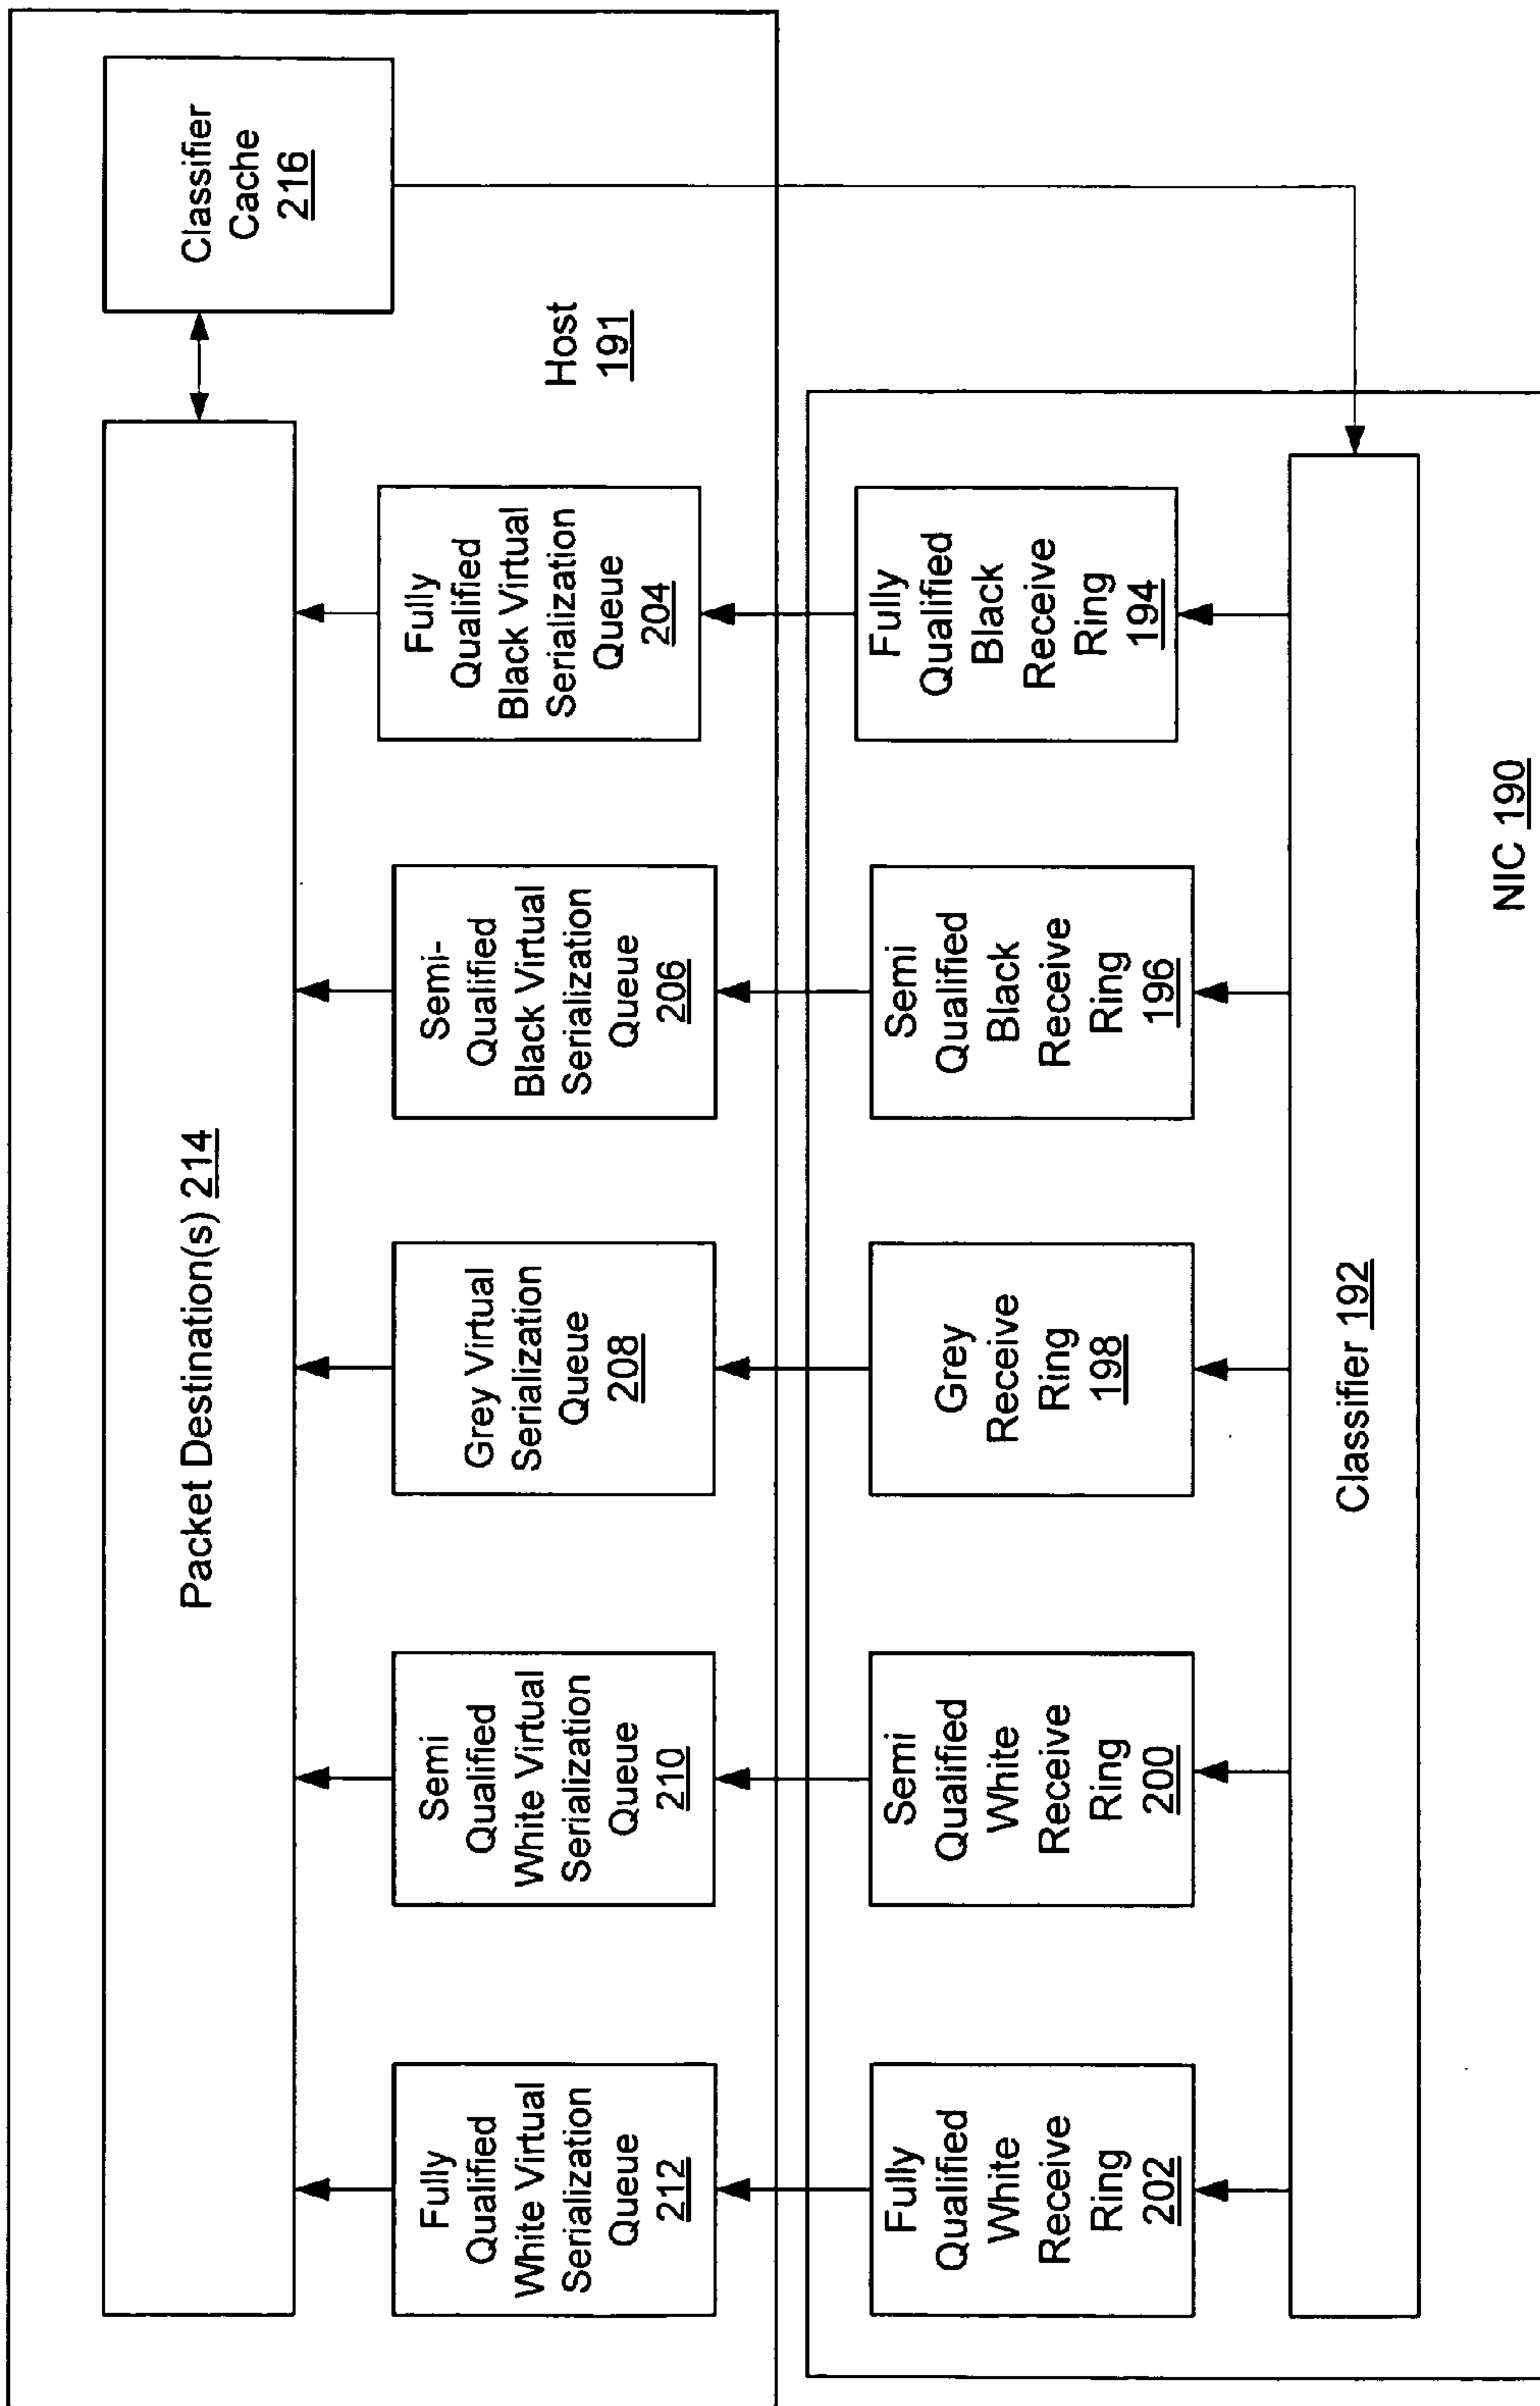 Packet Destination(s) 214
Classifier
Cache
216
Host
191
Fully
Qualified
White Virtual
Serialization
Queue
212
Semi
Qualified
White Virtual
Serialization
Queue
210
Grey Virtual
Serialization
Queue
208
Semi-
Qualified
Black Virtual
Serialization
Queue
206
Fully
Qualified
Black Virtual
Serialization
Queue
204
Fully
Qualified
White
Receive
Ring
202
Semi
Qualified
White
Receive
Ring
200
Grey
Receive
Ring
198
Semi
Qualified
Black
Receive
Ring
196
Fully
Qualified
Black
Receive
Ring
194
Classifier 192
NIC 190